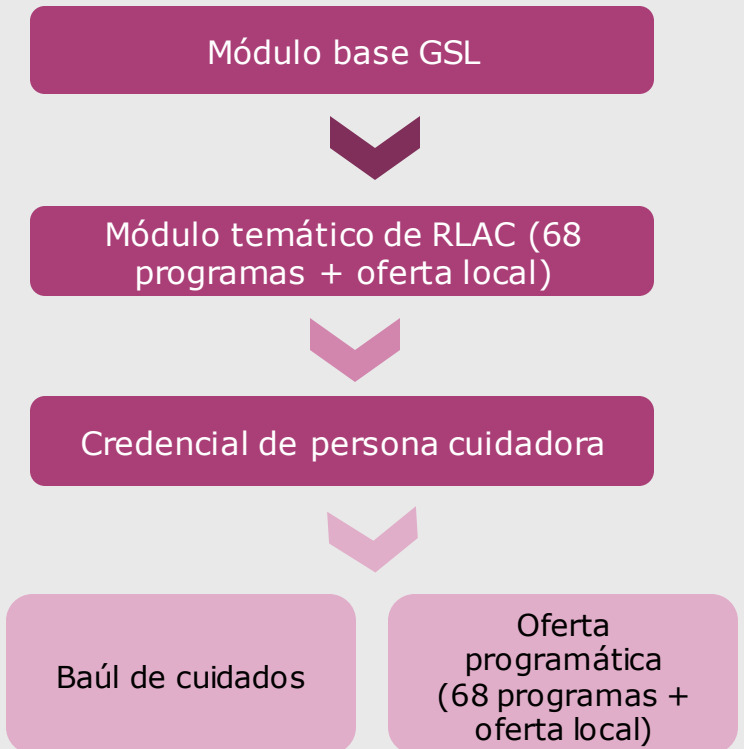 Módulo base GSL
Módulo temático de RLAC (68
programas + oferta local)
Credencial de persona cuidadora
Baúl de cuidados
Oferta
programática
(68 programas +
oferta local)